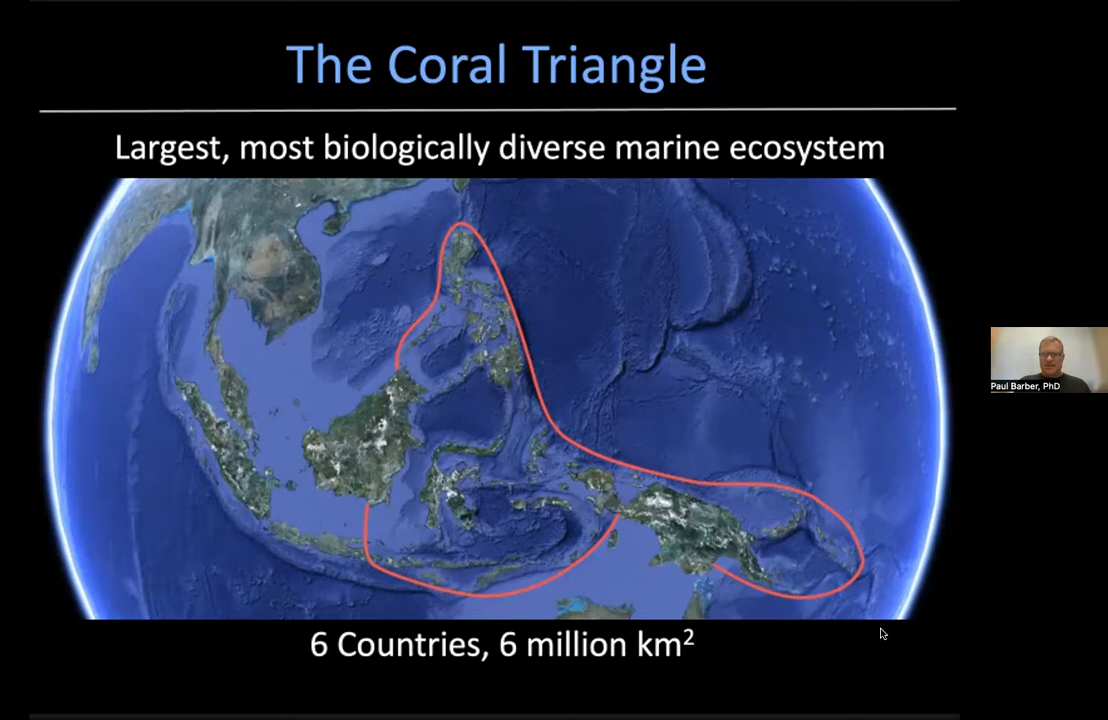 The Coral Triangle
Largest, most biologically diverse marine ecosystem
6 Countries, 6 million km²
Paul Barber, PhD